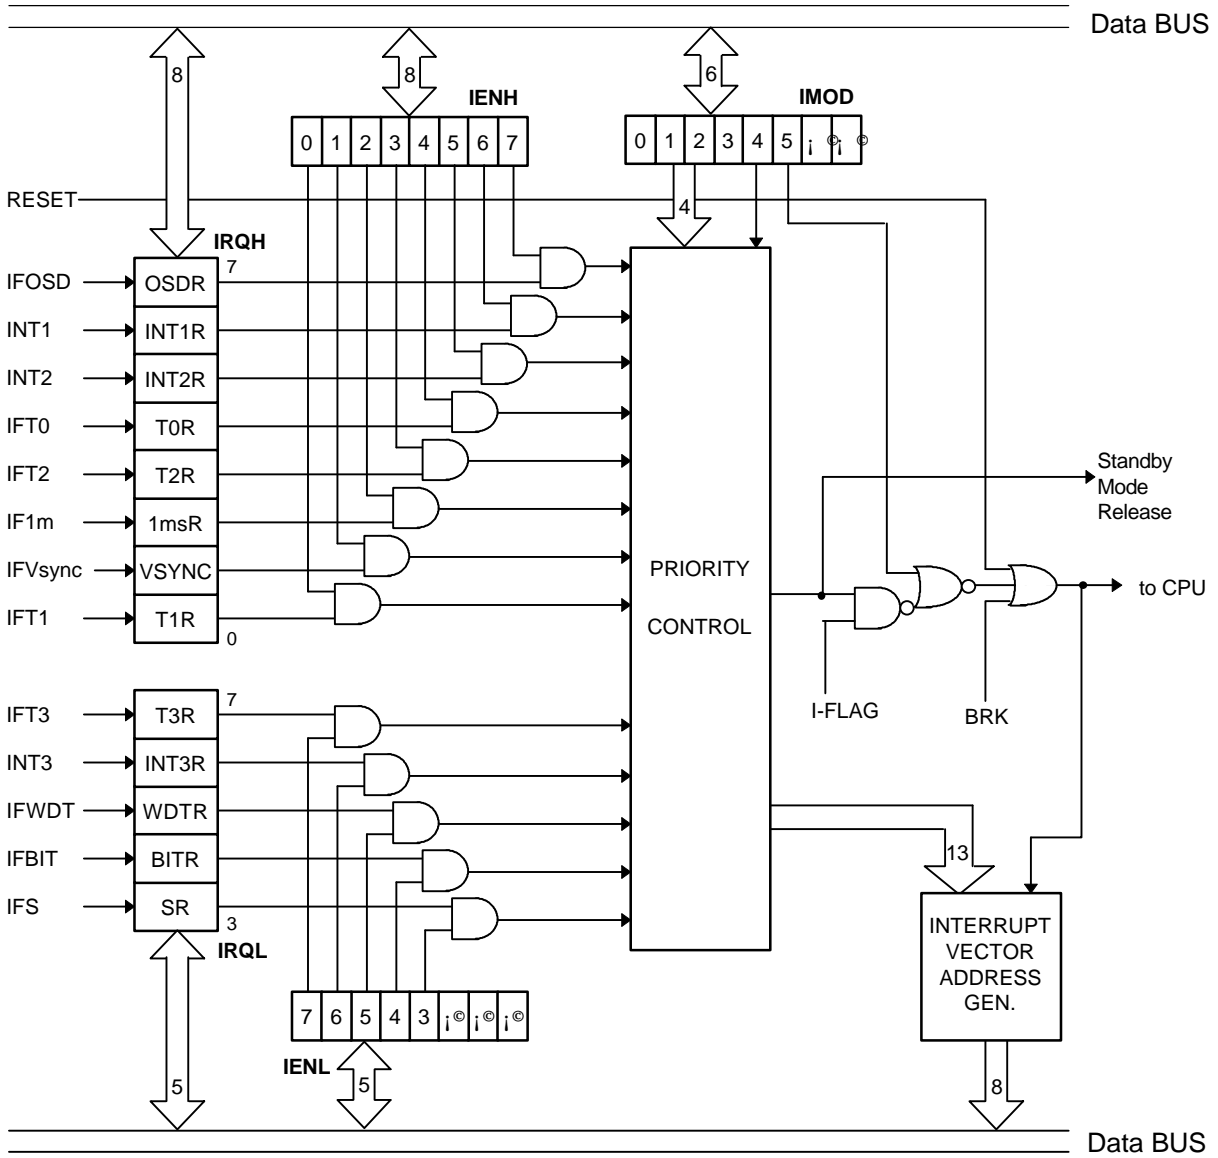 Data BUS
8
8
6
IENH
IMOD
0 1 2 3 4 5 6 7
0 1 2 3 4 5 ¡© ¡©
RESET
4
IRQH
7
IFOSD
OSDR
INT1
INT1R
INT2
INT2R
IFT0
T0R
IFT2
T2R
IF1m
1msR
IFVsync
VSYNC
IFT1
T1R
0
PRIORITY
CONTROL
Standby
Mode
Release
to CPU
I-FLAG
BRK
7
IFT3
T3R
INT3
INT3R
IFWDT
WDTR
IFBIT
BITR
IFS
SR
3
IRQL
13
INTERRUPT
VECTOR
ADDRESS
GEN.
7 6 5 4 3 ¡© ¡© ¡©
IENL
5
5
8
Data BUS